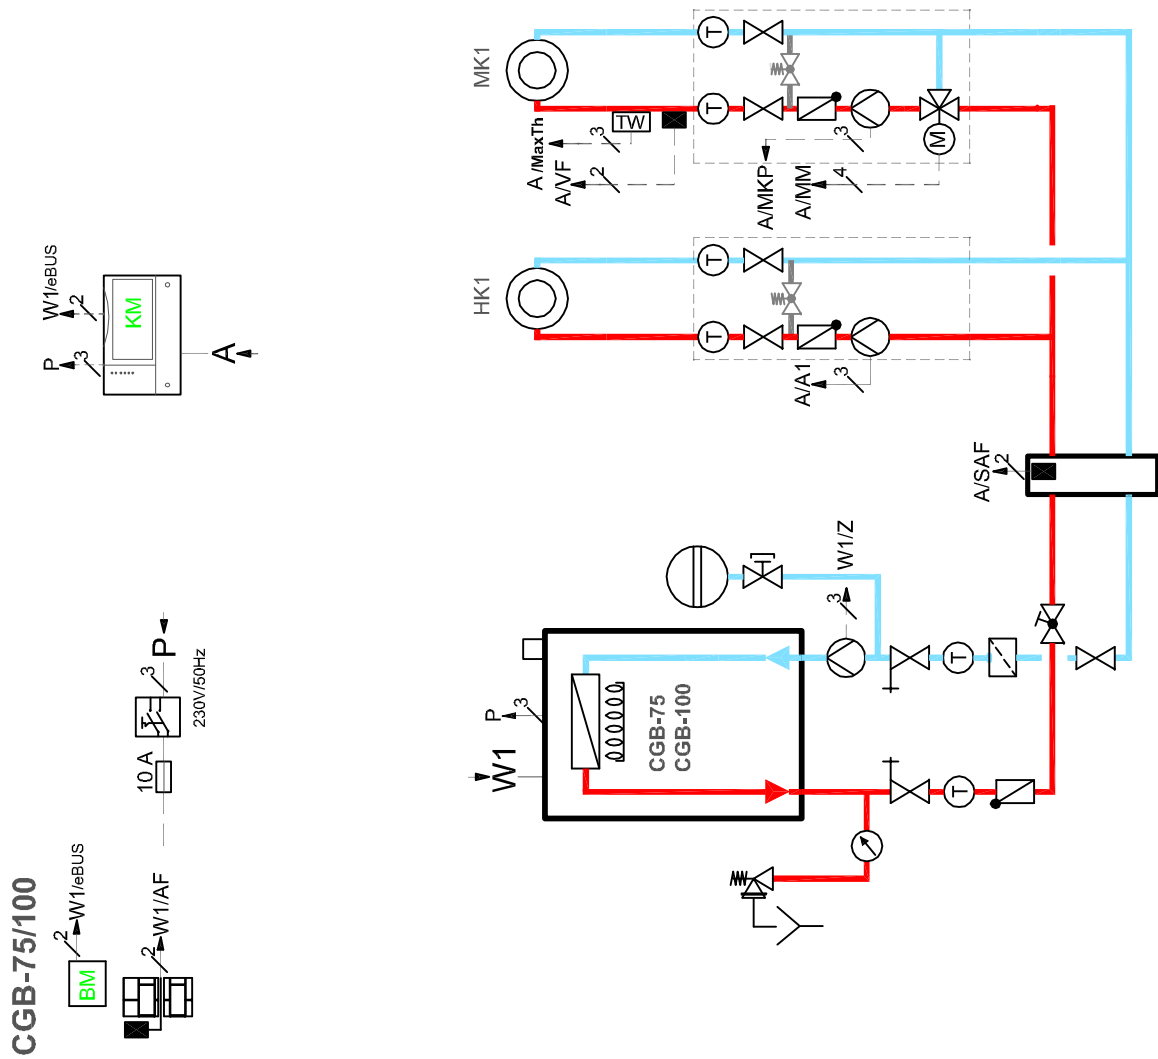 CGB-75/100
BM
2
W1/eBUS
2
W1/AF
10 A
3
P
230V/50Hz
P
3
W1/eBUS
2
KM
A
W1
P
3
CGB-75
CGB-100
T
T
3
W1/Z
A/SAF
2
HK1
T
T
A/A1
3
MK1
T
T
TW
A/MaxTh
3
A/VF
2
A/MKP
3
A/MM
4
M